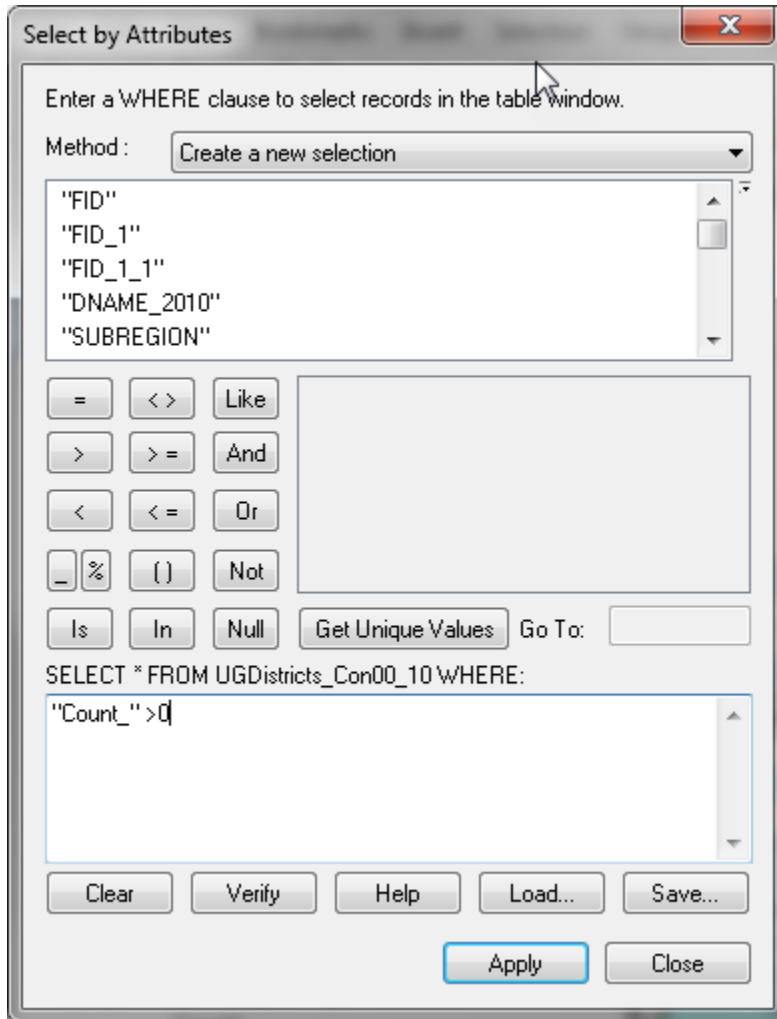 Select by Attributes
Enter a WHERE clause to select records in the table window.
Method : Create a new selection
"FID"
"FID_1"
"FID_1_1"
"DNAME_2010"
"SUBREGION"
= < > Like
> > = And
< < = Or
_ % () Not
Is In Null Get Unique Values Go To:
SELECT * FROM UGDistricts_Con00_10 WHERE:
"Count_" >0
Clear Verify Help Load... Save...
Apply Close